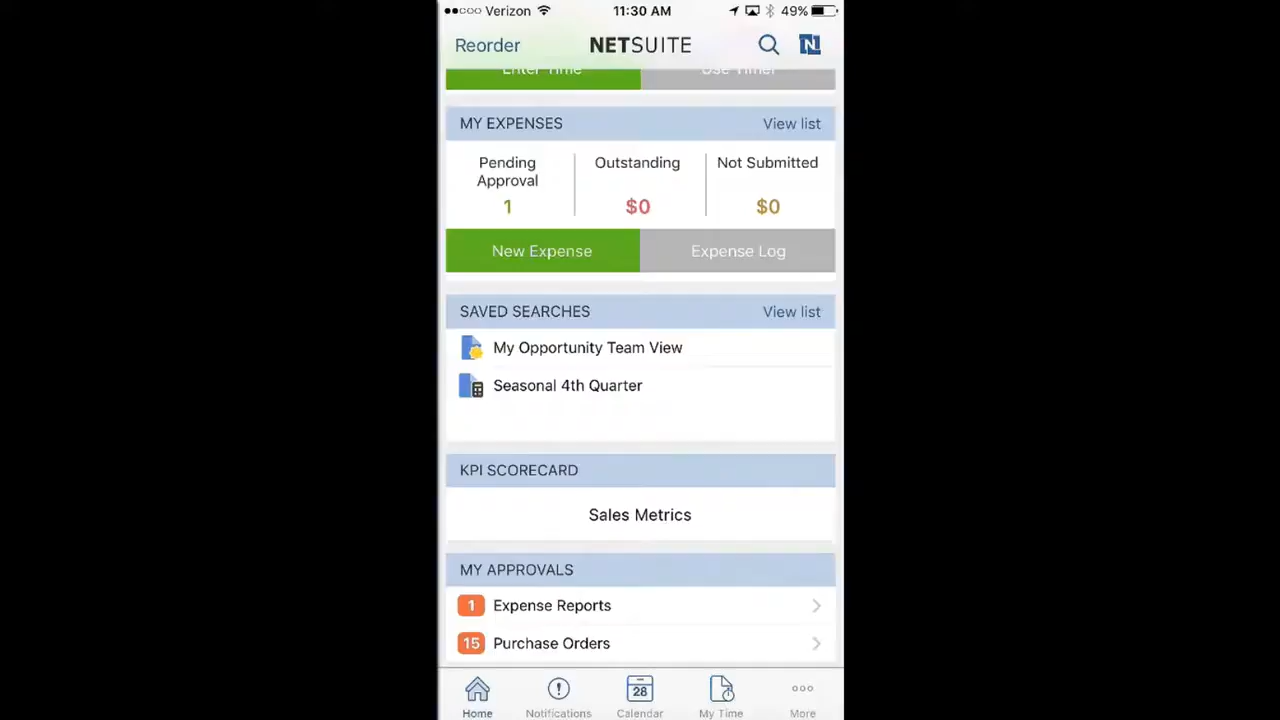 Verizon 11:30 AM 49%
Reorder NETSUITE N
Enter Time Use Timer
MY EXPENSES View list
Pending Approval Outstanding Not Submitted
1 $0 $0
New Expense Expense Log
SAVED SEARCHES View list
My Opportunity Team View
Seasonal 4th Quarter
KPI SCORECARD
Sales Metrics
MY APPROVALS
1 Expense Reports
15 Purchase Orders
28
Home Notifications Calendar My Time More